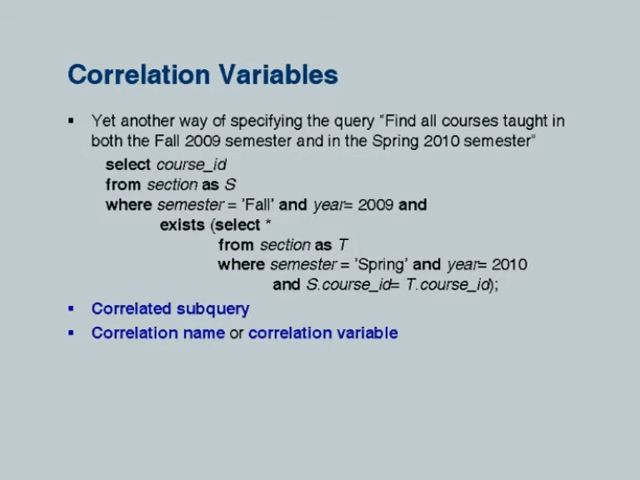 Correlation Variables
▪ Yet another way of specifying the query “Find all courses taught in
both the Fall 2009 semester and in the Spring 2010 semester”
select course_id
from section as S
where semester = ’Fall’ and year= 2009 and
exists (select *
from section as T
where semester = ’Spring’ and year= 2010
and S.course_id= T.course_id);
▪ Correlated subquery
▪ Correlation name or correlation variable